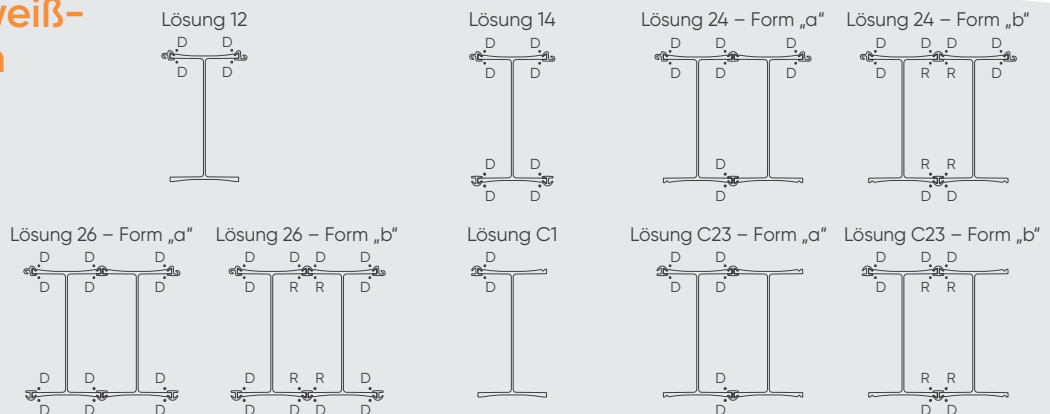 weiß-
n
Lösung 12
D D
D D
Lösung 14
D D
D D
D D
D D
Lösung 24 – Form „a“
D D D
D D D
D
D
Lösung 24 – Form „b“
D D D D
D R R D
R R
D D
Lösung 26 – Form „a“
D D D
D D D
D D D
D D D
Lösung 26 – Form „b“
D D D D
D R R D
D R R D
D D D D
Lösung C1
D
D
Lösung C23 – Form „a“
D D
D D
D
D
Lösung C23 – Form „b“
D D D
D R R
R R
D D